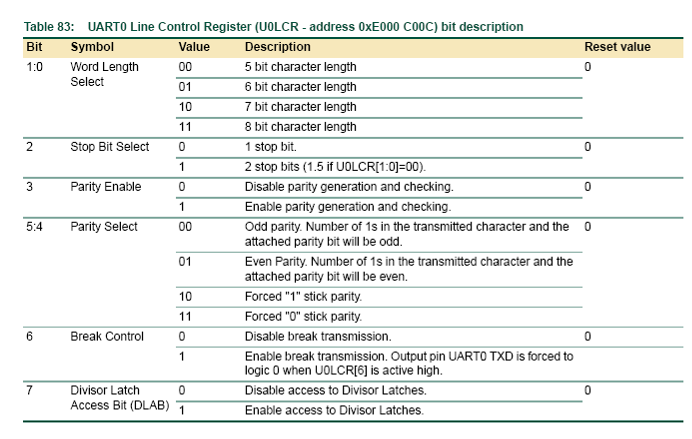 Table 83: UART0 Line Control Register (U0LCR - address 0xE000 C00C) bit description
Bit Symbol Value Description Reset value
1:0 Word Length Select 00 5 bit character length 0
01 6 bit character length
10 7 bit character length
11 8 bit character length
2 Stop Bit Select 0 1 stop bit. 0
1 2 stop bits (1.5 if U0LCR[1:0]=00).
3 Parity Enable 0 Disable parity generation and checking. 0
1 Enable parity generation and checking.
5:4 Parity Select 00 Odd parity. Number of 1s in the transmitted character and the 0
attached parity bit will be odd.
01 Even Parity. Number of 1s in the transmitted character and the
attached parity bit will be even.
10 Forced "1" stick parity.
11 Forced "0" stick parity.
6 Break Control 0 Disable break transmission. 0
1 Enable break transmission. Output pin UART0 TXD is forced to
logic 0 when U0LCR[6] is active high.
7 Divisor Latch 0 Disable access to Divisor Latches. 0
Access Bit (DLAB) 1 Enable access to Divisor Latches.